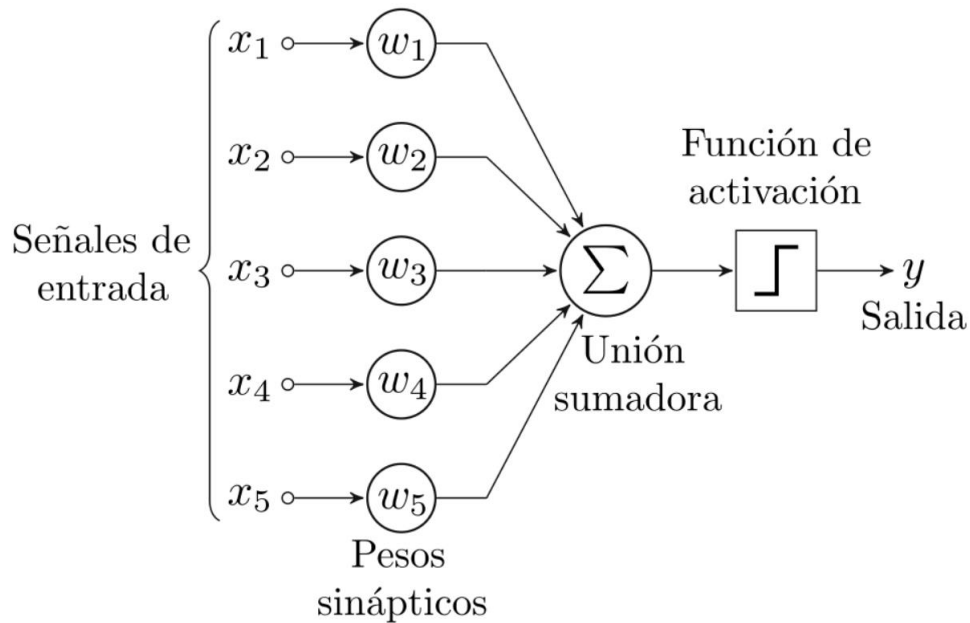 x₁
w₁
x₂
w₂
Función de
activación
Señales de
entrada
x₃
w₃
∑
y
Salida
Unión
sumadora
x₄
w₄
x₅
w₅
Pesos
sinápticos